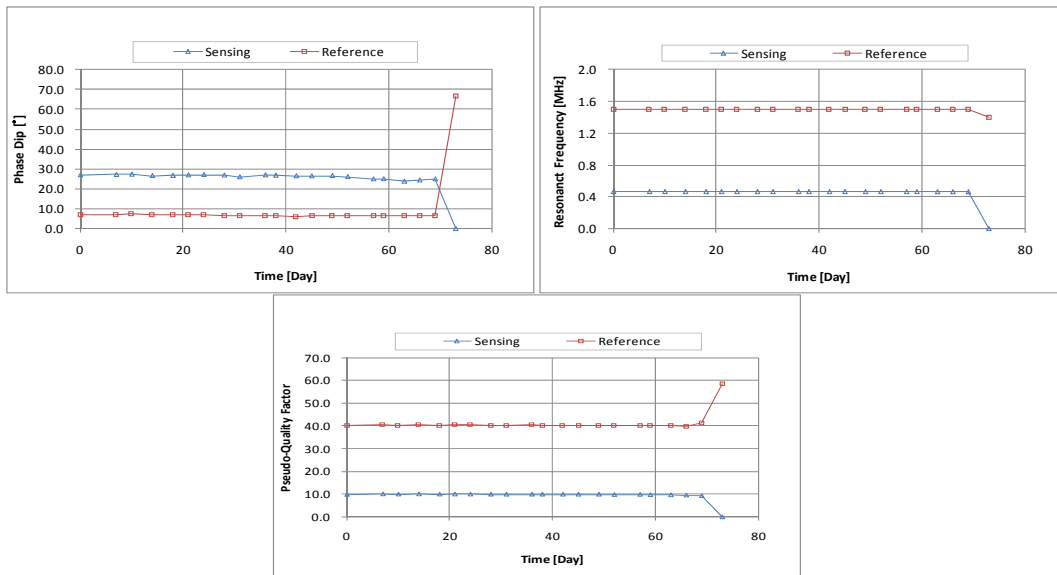 Sensing Reference
80.0
70.0
60.0
50.0
40.0
30.0
20.0
10.0
0.0
0 20 40 60 80
Phase Dip [°]
Time [Day]
Sensing Reference
2.0
1.6
1.2
0.8
0.4
0.0
0 20 40 60 80
Resonanct Frequency [MHz]
Time [Day]
Sensing Reference
70.0
60.0
50.0
40.0
30.0
20.0
10.0
0.0
0 20 40 60 80
Pseudo-Quality Factor
Time [Day]